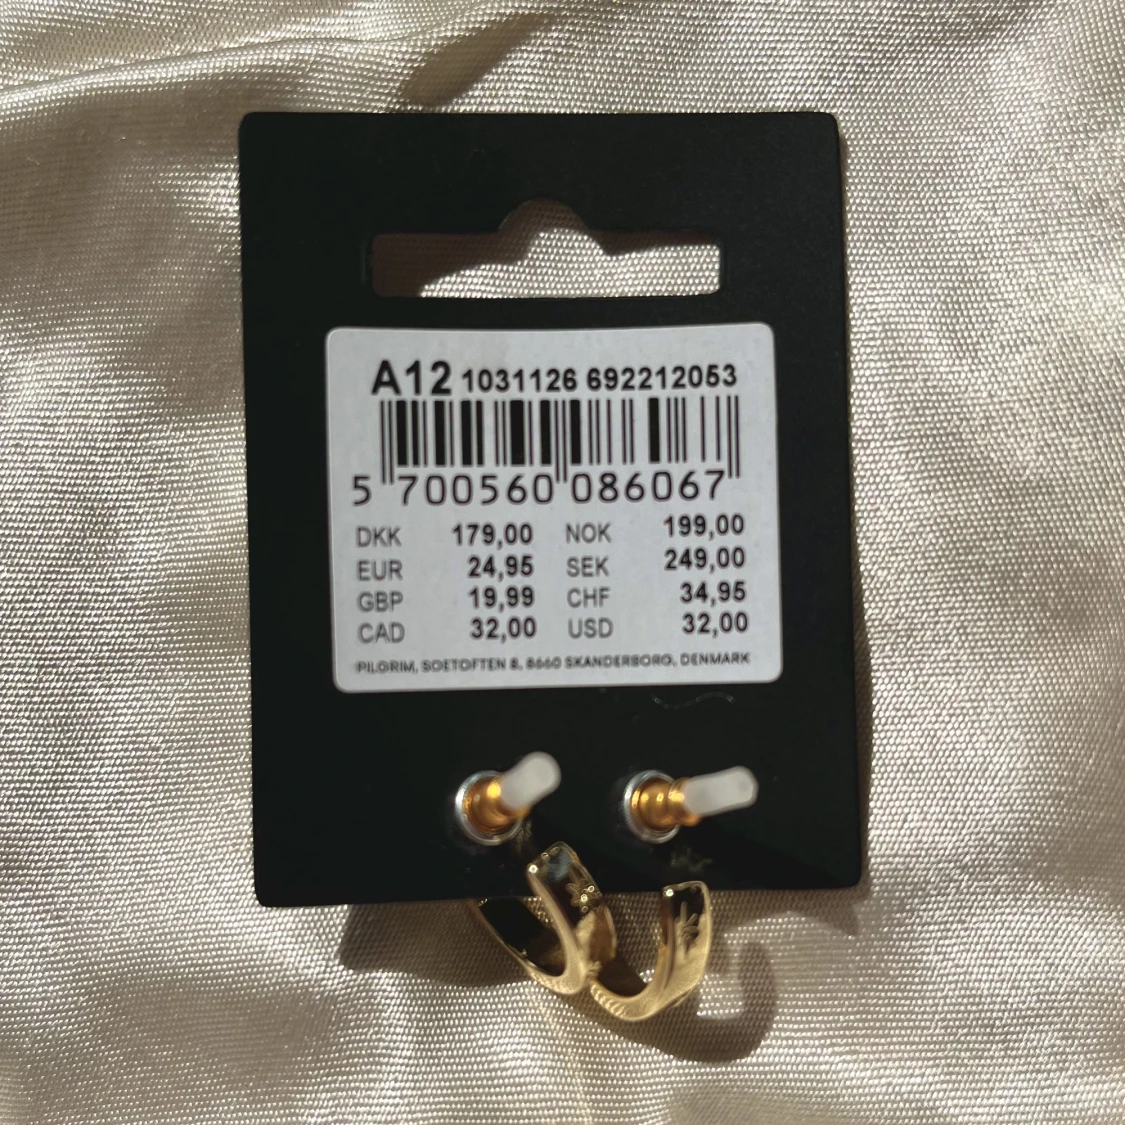 A12 1031126 692212053
5 700560 086067
DKK 179,00 NOK 199,00
EUR 24,95 SEK 249,00
GBP 19,99 CHF 34,95
CAD 32,00 USD 32,00
PILGRIM, SOETOFTEN 8, 8660 SKANDERBORG, DENMARK